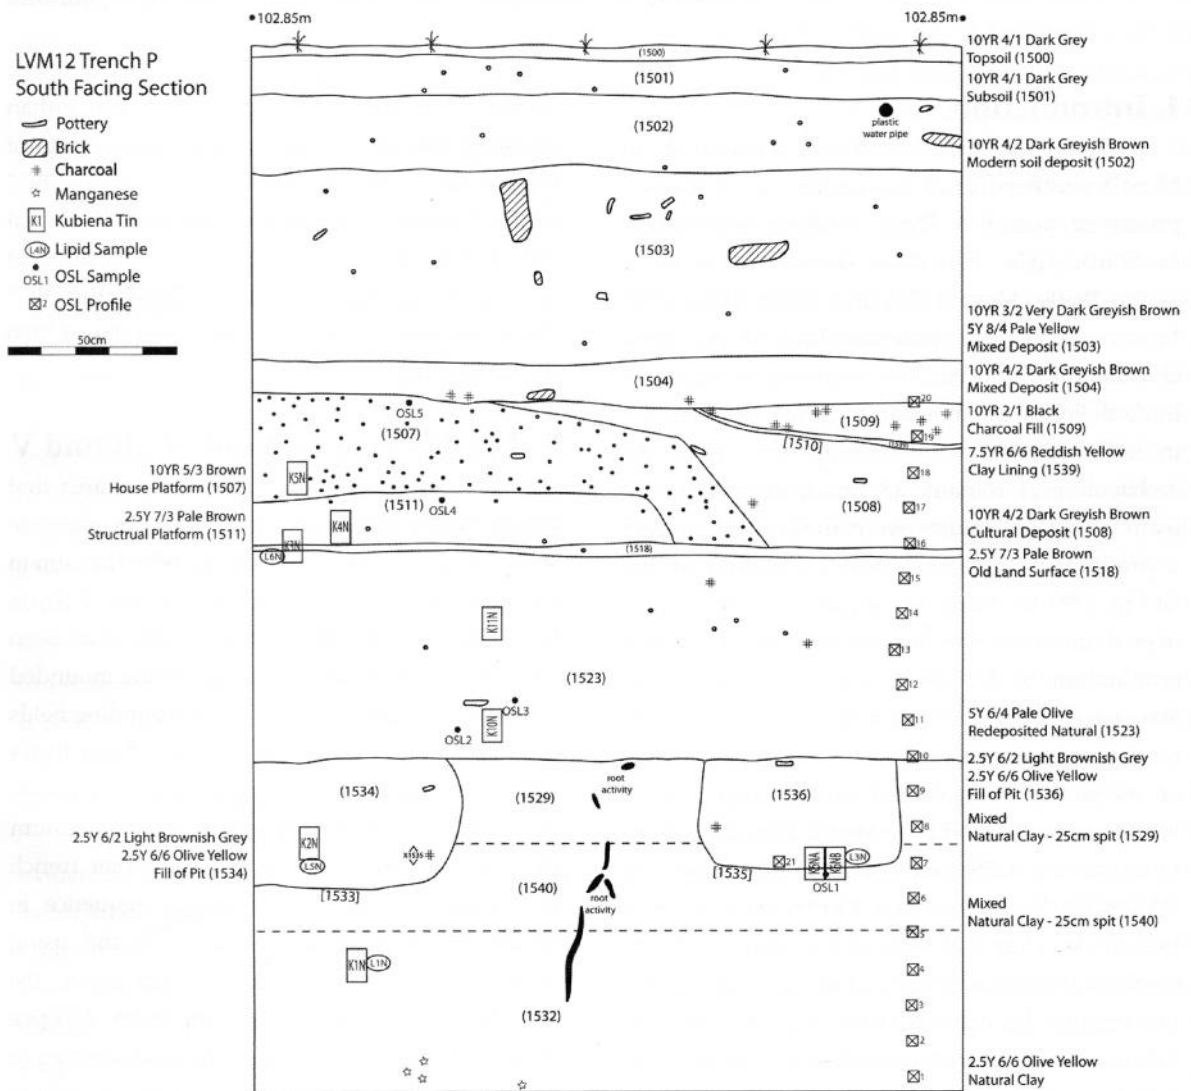 102.85m
102.85m
LVM12 Trench P
South Facing Section
Pottery
Brick
Charcoal
Manganese
K1 Kubiena Tin
L4N Lipid Sample
OSL1 OSL Sample
2 OSL Profile
50cm
(1500)
10YR 4/1 Dark Grey
Topsoil (1500)
(1501)
10YR 4/1 Dark Grey
Subsoil (1501)
(1502)
plastic
water pipe
10YR 4/2 Dark Greyish Brown
Modern soil deposit (1502)
(1503)
10YR 3/2 Very Dark Greyish Brown
5Y 8/4 Pale Yellow
Mixed Deposit (1503)
(1504)
10YR 4/2 Dark Greyish Brown
Mixed Deposit (1504)
OSL5
20
(1507)
(1509)
10YR 2/1 Black
Charcoal Fill (1509)
[1510]
(1539)
19
7.5YR 6/6 Reddish Yellow
Clay Lining (1539)
10YR 5/3 Brown
House Platform (1507)
K5N
18
(1511)
OSL4
(1508)
17
10YR 4/2 Dark Greyish Brown
Cultural Deposit (1508)
2.5Y 7/3 Pale Brown
Structrual Platform (1511)
K4N
K3N
L6N
(1518)
16
2.5Y 7/3 Pale Brown
Old Land Surface (1518)
15
K11N
14
13
(1523)
12
OSL3
K10N
OSL2
11
5Y 6/4 Pale Olive
Redeposited Natural (1523)
10
2.5Y 6/2 Light Brownish Grey
2.5Y 6/6 Olive Yellow
Fill of Pit (1536)
root
activity
(1534)
(1529)
(1536)
9
8
Mixed
Natural Clay - 25cm spit (1529)
2.5Y 6/2 Light Brownish Grey
2.5Y 6/6 Olive Yellow
Fill of Pit (1534)
K2N
L5N
X1535
21
K6NA
K6NB
L3N
7
[1533]
(1540)
[1535]
OSL1
root
activity
6
Mixed
Natural Clay - 25cm spit (1540)
5
K1N
L1N
4
3
(1532)
2
1
2.5Y 6/6 Olive Yellow
Natural Clay